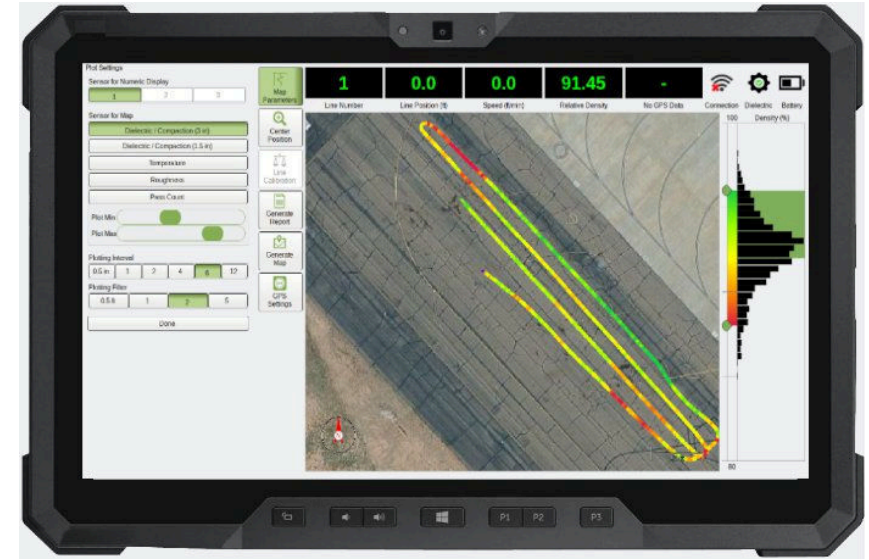 Plot Settings
Sensor for Numeric Display
1 2 3
Sensor for Map
Dielectric / Compaction (3 in)
Dielectric / Compaction (1.5 in)
Temperature
Roughness
Pass Count
Plot Min
Plot Max
Plotting Interval
0.5 in 1 2 4 6 12
Plotting Filter
0.5 ft 1 2 5
Done
Map Parameters
Center Position
Line Calibration
Generate Report
Generate Map
GPS Settings
1 0.0 0.0 91.45 -
Line Number Line Position (ft) Speed (ft/min) Relative Density No GPS Data Connection Dielectric Battery
100 Density (%)
80
P1 P2 P3